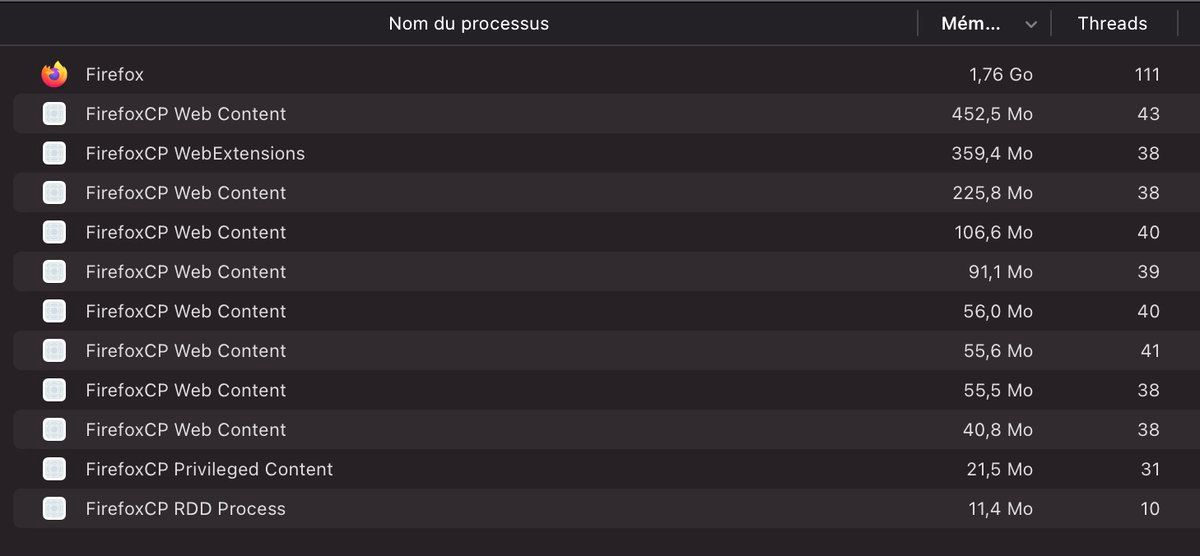 Nom du processus Mém... Threads
Firefox 1,76 Go 111
FirefoxCP Web Content 452,5 Mo 43
FirefoxCP WebExtensions 359,4 Mo 38
FirefoxCP Web Content 225,8 Mo 38
FirefoxCP Web Content 106,6 Mo 40
FirefoxCP Web Content 91,1 Mo 39
FirefoxCP Web Content 56,0 Mo 40
FirefoxCP Web Content 55,6 Mo 41
FirefoxCP Web Content 55,5 Mo 38
FirefoxCP Web Content 40,8 Mo 38
FirefoxCP Privileged Content 21,5 Mo 31
FirefoxCP RDD Process 11,4 Mo 10